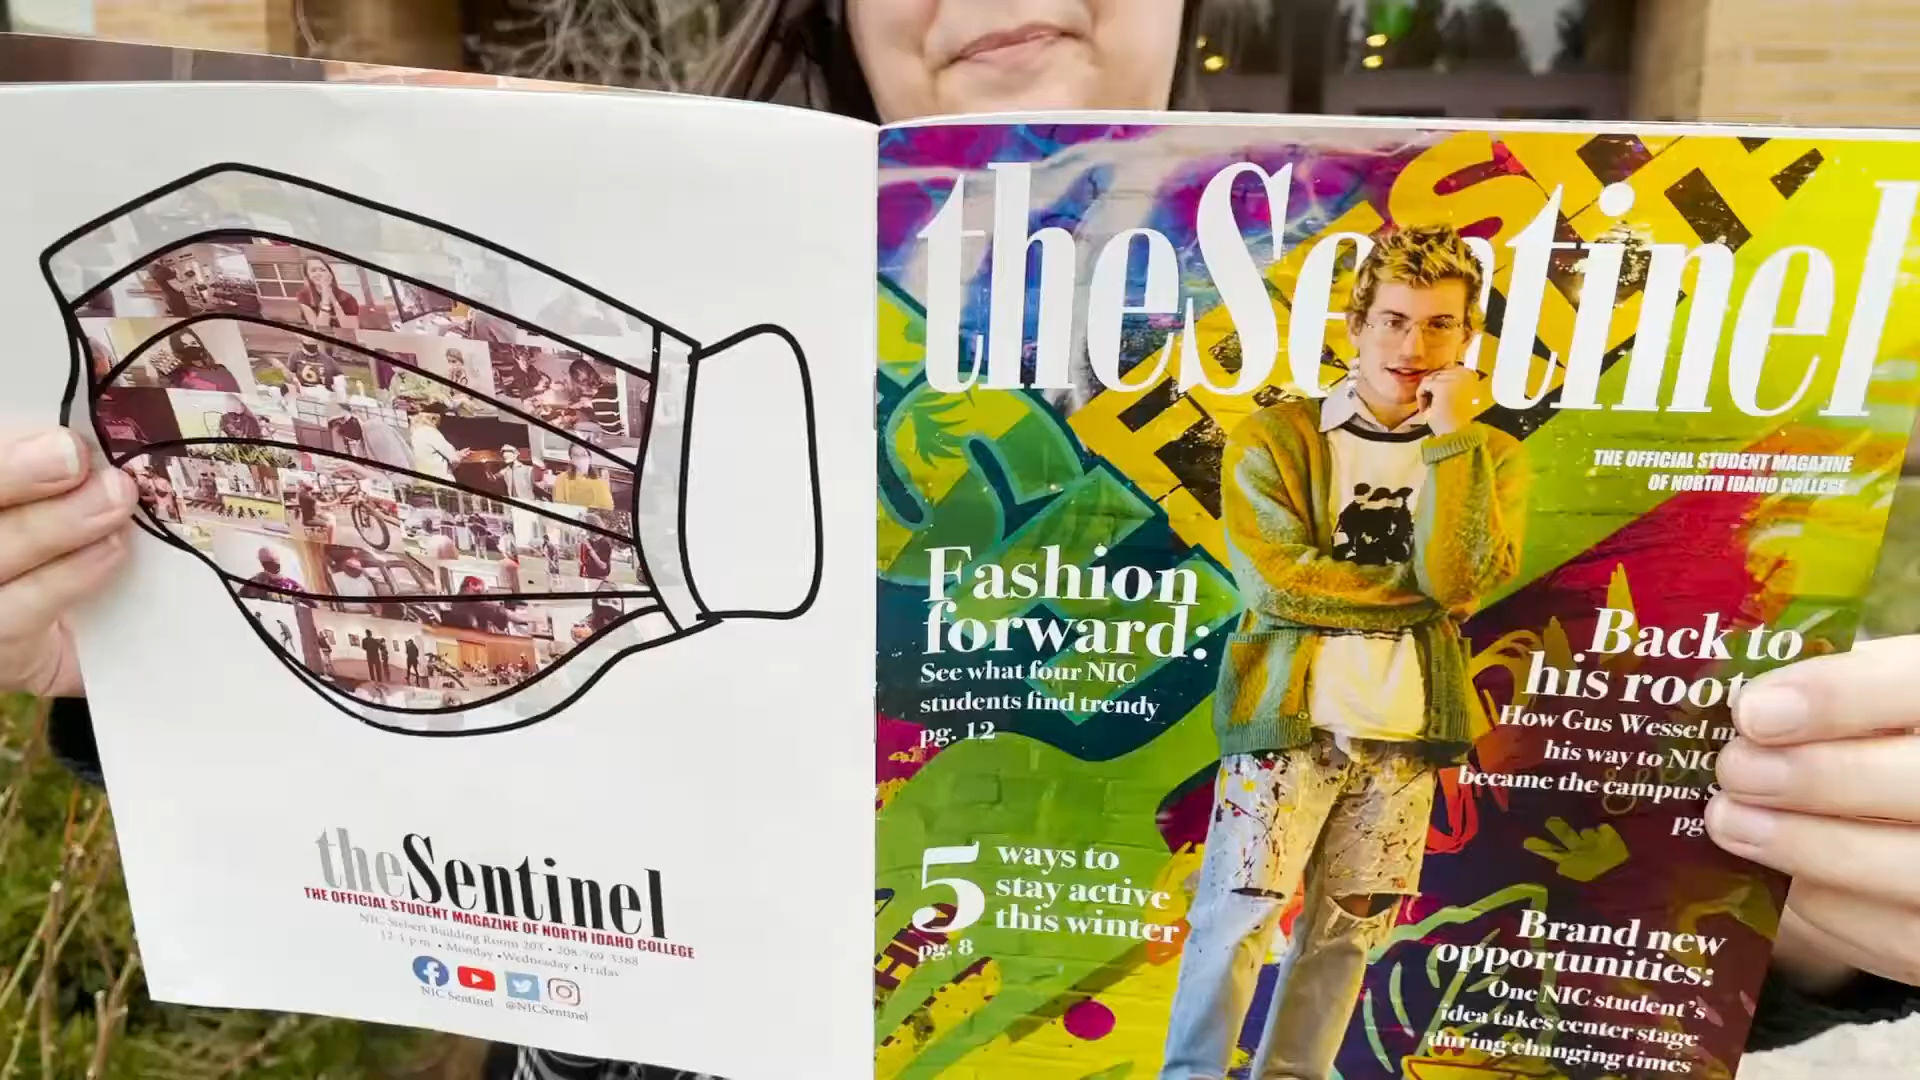 theSentinel
THE OFFICIAL STUDENT MAGAZINE OF NORTH IDAHO COLLEGE
NIC Siebert Building Room 203 • 208-769-3388
12-1 p.m. • Monday • Wednesday • Friday
NIC Sentinel @NICSentinel
theSentinel
THE OFFICIAL STUDENT MAGAZINE
OF NORTH IDAHO COLLEGE
Fashion
forward:
See what four NIC
students find trendy
pg. 12
5 ways to
stay active
this winter
pg. 8
Back to
his root
How Gus Wessel m
his way to NIC
became the campus S
pg
Brand new
opportunities:
One NIC student's
idea takes center stage
during changing times